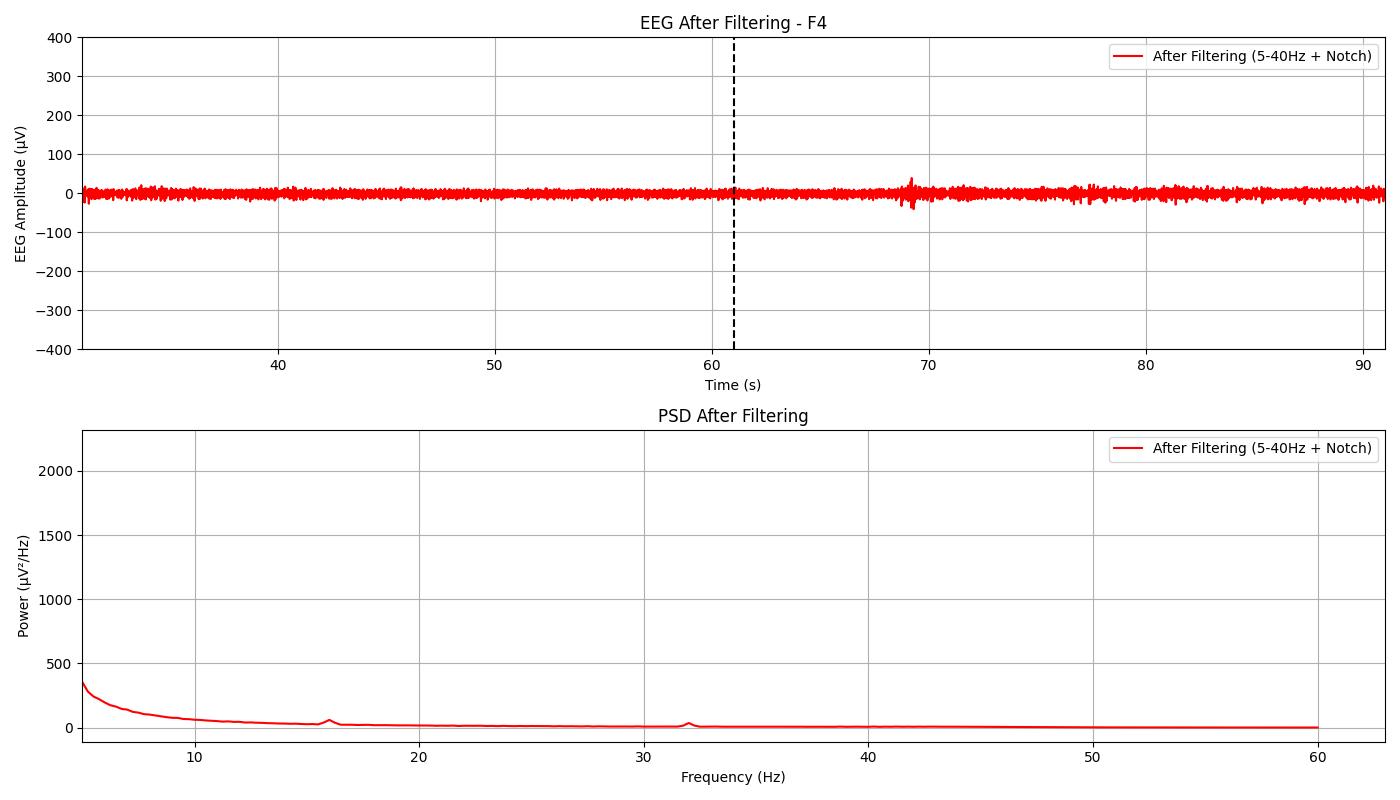 EEG After Filtering - F4
After Filtering (5-40Hz + Notch)
EEG Amplitude (µV)
400
300
200
100
0
−100
−200
−300
−400
40 50 60 70 80 90
Time (s)
PSD After Filtering
After Filtering (5-40Hz + Notch)
Power (µV²/Hz)
2000
1500
1000
500
0
10 20 30 40 50 60
Frequency (Hz)